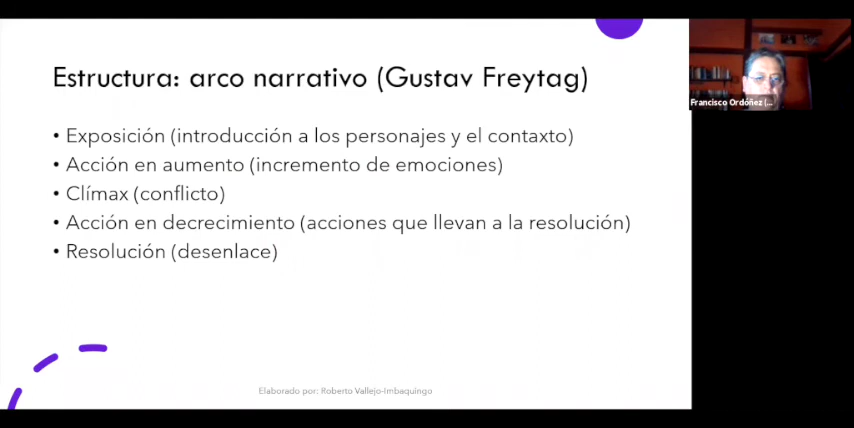 Estructura: arco narrativo (Gustav Freytag)
• Exposición (introducción a los personajes y el contaxto)
• Acción en aumento (incremento de emociones)
• Clímax (conflicto)
• Acción en decrecimiento (acciones que llevan a la resolución)
• Resolución (desenlace)
Elaborado por: Roberto Vallejo-Imbaquingo
Francisco Ordóñez (...